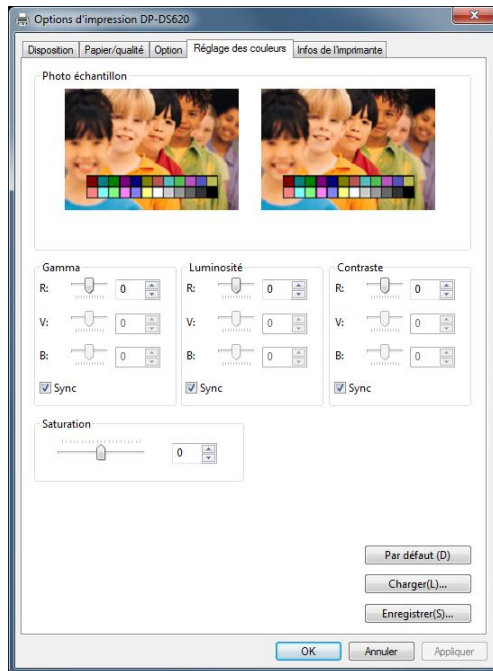 Options d'impression DP-DS620
Disposition Papier/qualité Option Réglage des couleurs Infos de l'imprimante
Photo échantillon
Gamma Luminosité Contraste
R: 0 R: 0 R: 0
V: 0 V: 0 V: 0
B: 0 B: 0 B: 0
Sync Sync Sync
Saturation
0
Par défaut (D)
Charger(L)...
Enregistrer(S)...
OK Annuler Appliquer